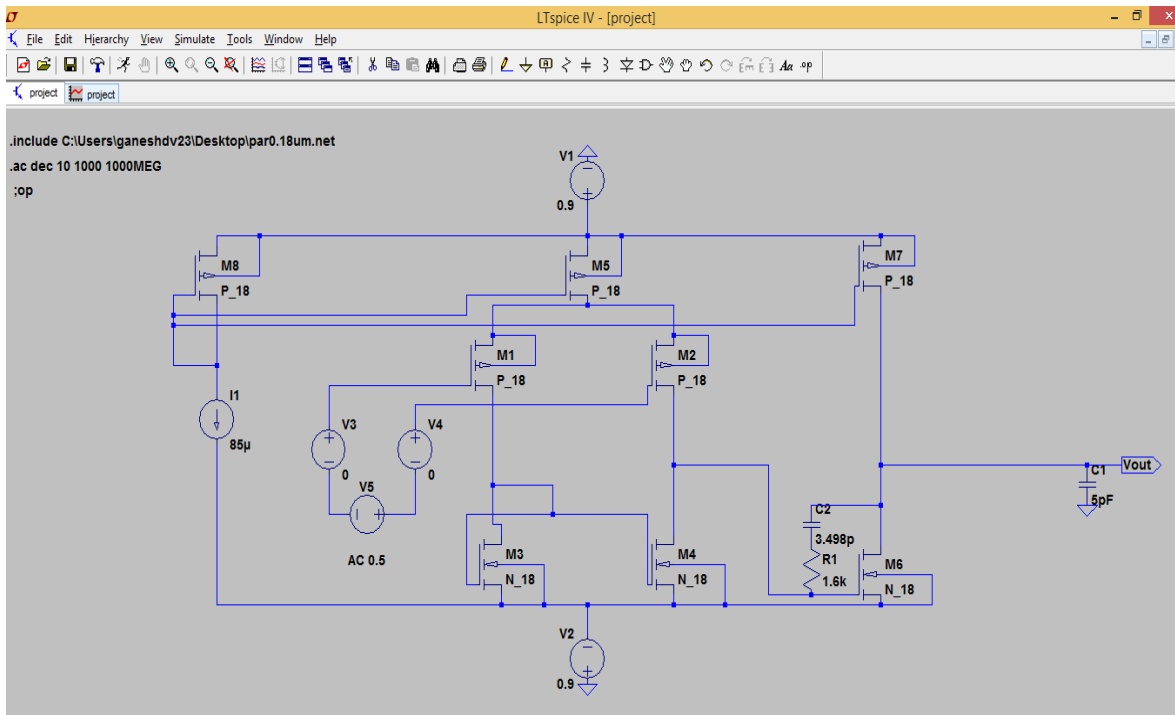 LTspice IV - [project]
File Edit Hierarchy View Simulate Tools Window Help
Aa .op
project project
.include C:\Users\ganeshdv23\Desktop\par0.18um.net
.ac dec 10 1000 1000MEG
;op
V1
0.9
M8
P_18
M5
P_18
M7
P_18
M1
P_18
M2
P_18
I1
85µ
V3
0
V4
0
V5
AC 0.5
M3
N_18
M4
N_18
C2
3.498p
R1
1.6k
M6
N_18
C1
5pF
Vout
V2
0.9